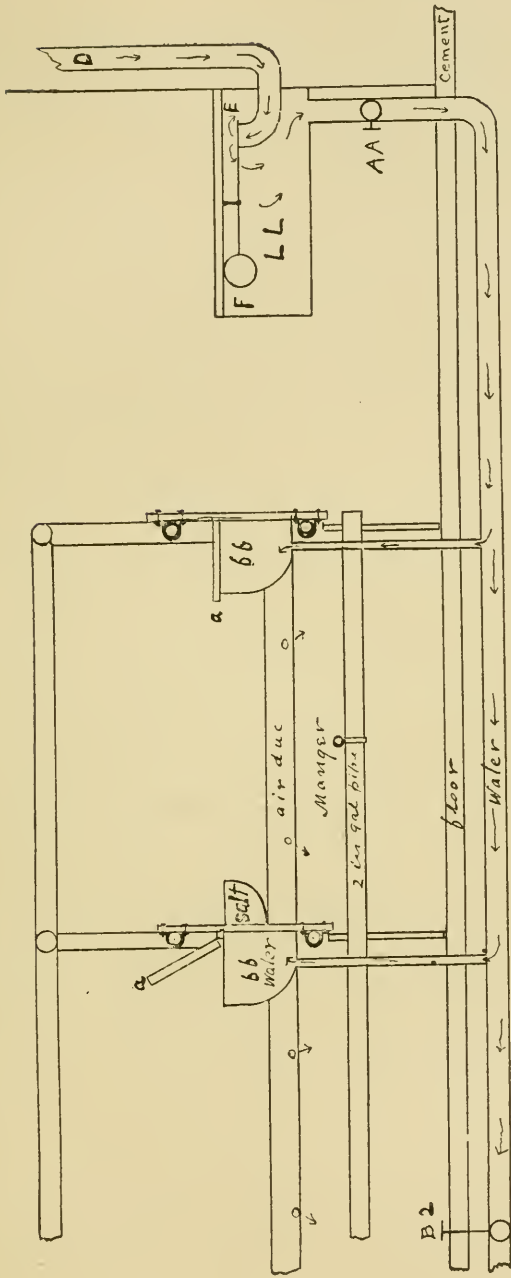 D
E
F
LL
AA
Cement
a
bb
a
salt
bb
Water
air duc
Manger
2 in gal pipe
floor
Water
B2